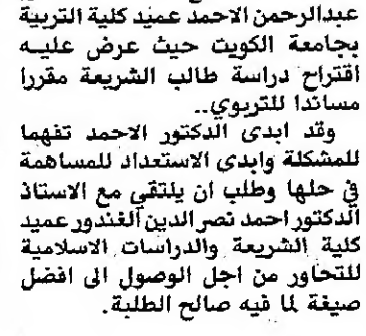 عبدالرحمن الاحمد عميد كلية التربية
بجامعة الكويت حيث عرض عليه
اقتراح دراسة طالب الشريعة مقررا
مساندا للتربوي..
وقد ابدى الدكتور الاحمد تفهما
للمشكلة وابدى الاستعداد للمساهمة
في حلها وطلب ان يلتقي مع الاستاذ
الدكتور احمد نصر الدين الغندور عميد
كلية الشريعة والدراسات الاسلامية
للتحاور من اجل الوصول الى افضل
صيغة لما فيه صالح الطلبة.